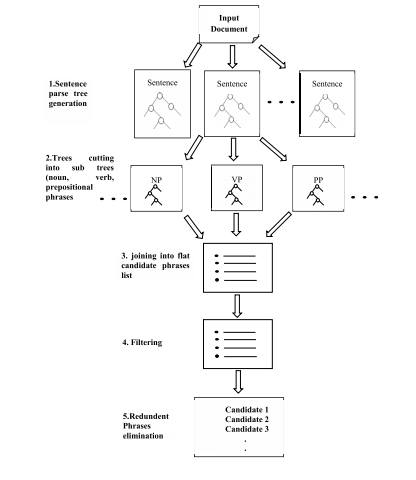 Input
Document
1.Sentence
parse tree
generation
Sentence
Sentence
Sentence
2.Trees cutting
into sub trees
(noun, verb,
prepositional
phrases
NP
VP
PP
3. joining into flat
candidate phrases
list
4. Filtering
5.Redundent
Phrases
elimination
Candidate 1
Candidate 2
Candidate 3
.
.